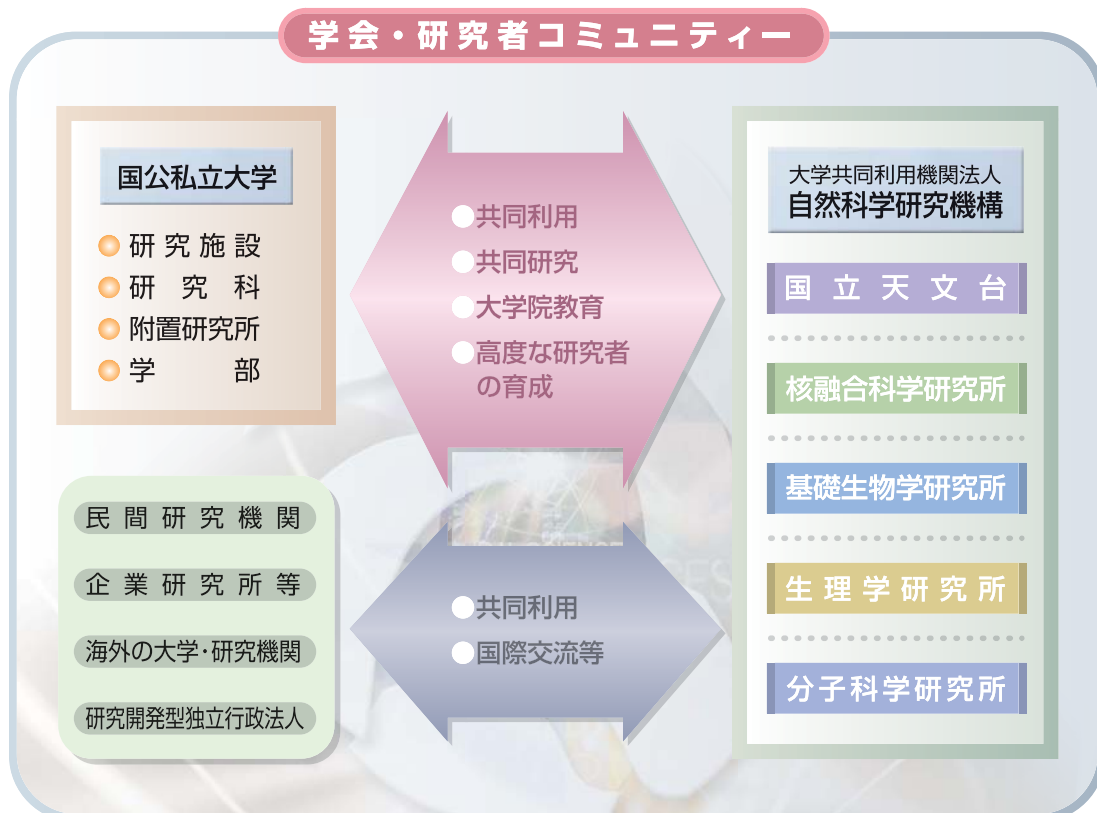 学会・研究者コミュニティー
国公私立大学
研究施設
研究科
附置研究所
学部
民間研究機関
企業研究所等
海外の大学・研究機関
研究開発型独立行政法人
●共同利用
●共同研究
●大学院教育
●高度な研究者
の育成
●共同利用
●国際交流等
大学共同利用機関法人
自然科学研究機構
国立天文台
核融合科学研究所
基礎生物学研究所
生理学研究所
分子科学研究所